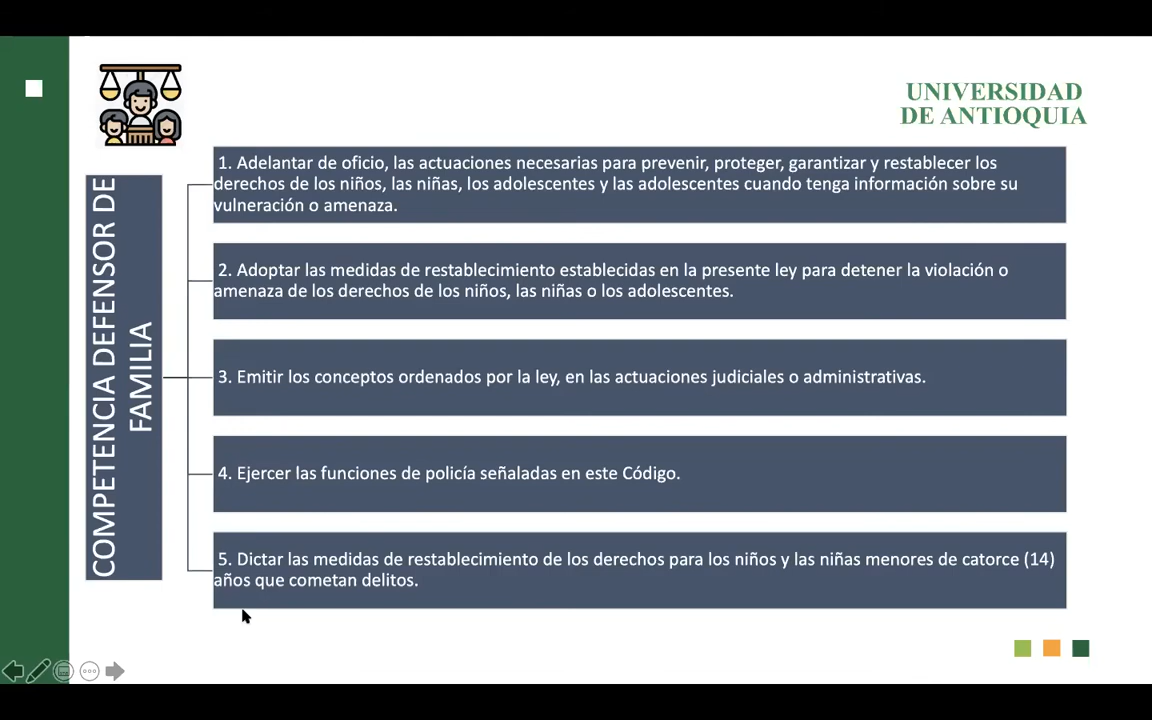 UNIVERSIDAD
DE ANTIOQUIA
COMPETENCIA DEFENSOR DE
FAMILIA
1. Adelantar de oficio, las actuaciones necesarias para prevenir, proteger, garantizar y restablecer los
derechos de los niños, las niñas, los adolescentes y las adolescentes cuando tenga información sobre su
vulneración o amenaza.
2. Adoptar las medidas de restablecimiento establecidas en la presente ley para detener la violación o
amenaza de los derechos de los niños, las niñas o los adolescentes.
3. Emitir los conceptos ordenados por la ley, en las actuaciones judiciales o administrativas.
4. Ejercer las funciones de policía señaladas en este Código.
5. Dictar las medidas de restablecimiento de los derechos para los niños y las niñas menores de catorce (14)
años que cometan delitos.